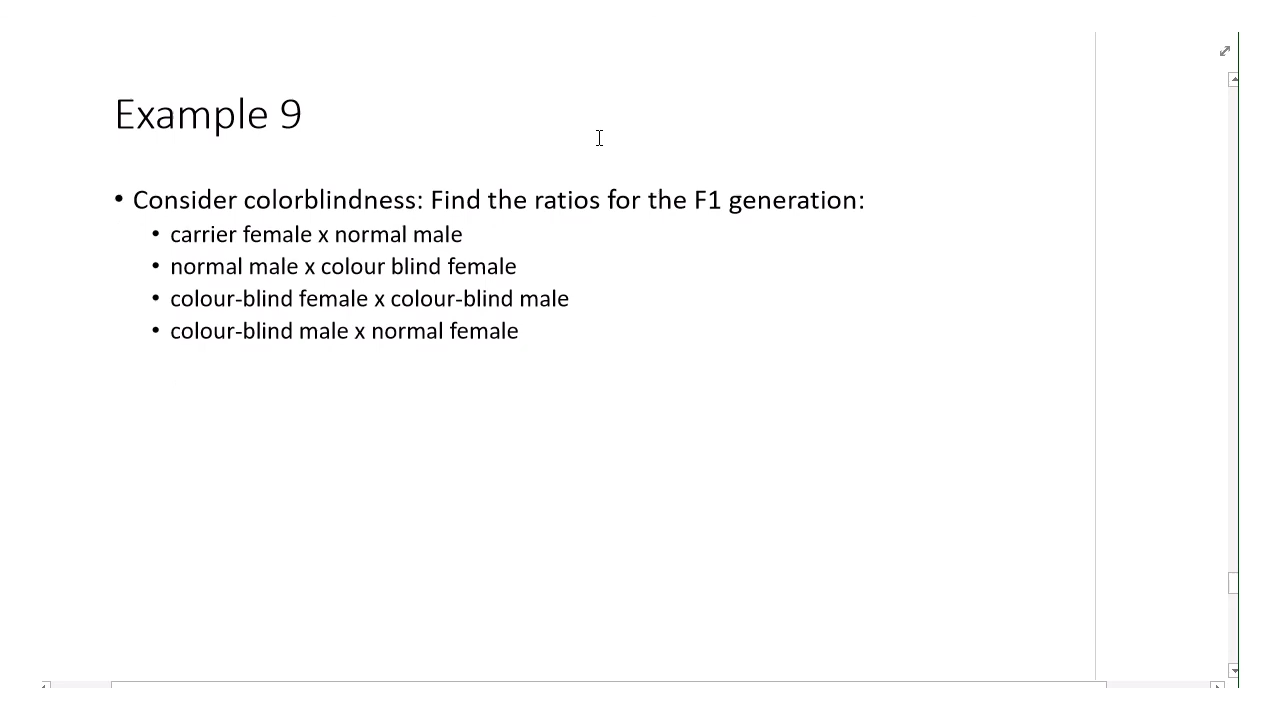 Example 9
• Consider colorblindness: Find the ratios for the F1 generation:
• carrier female x normal male
• normal male x colour blind female
• colour-blind female x colour-blind male
• colour-blind male x normal female